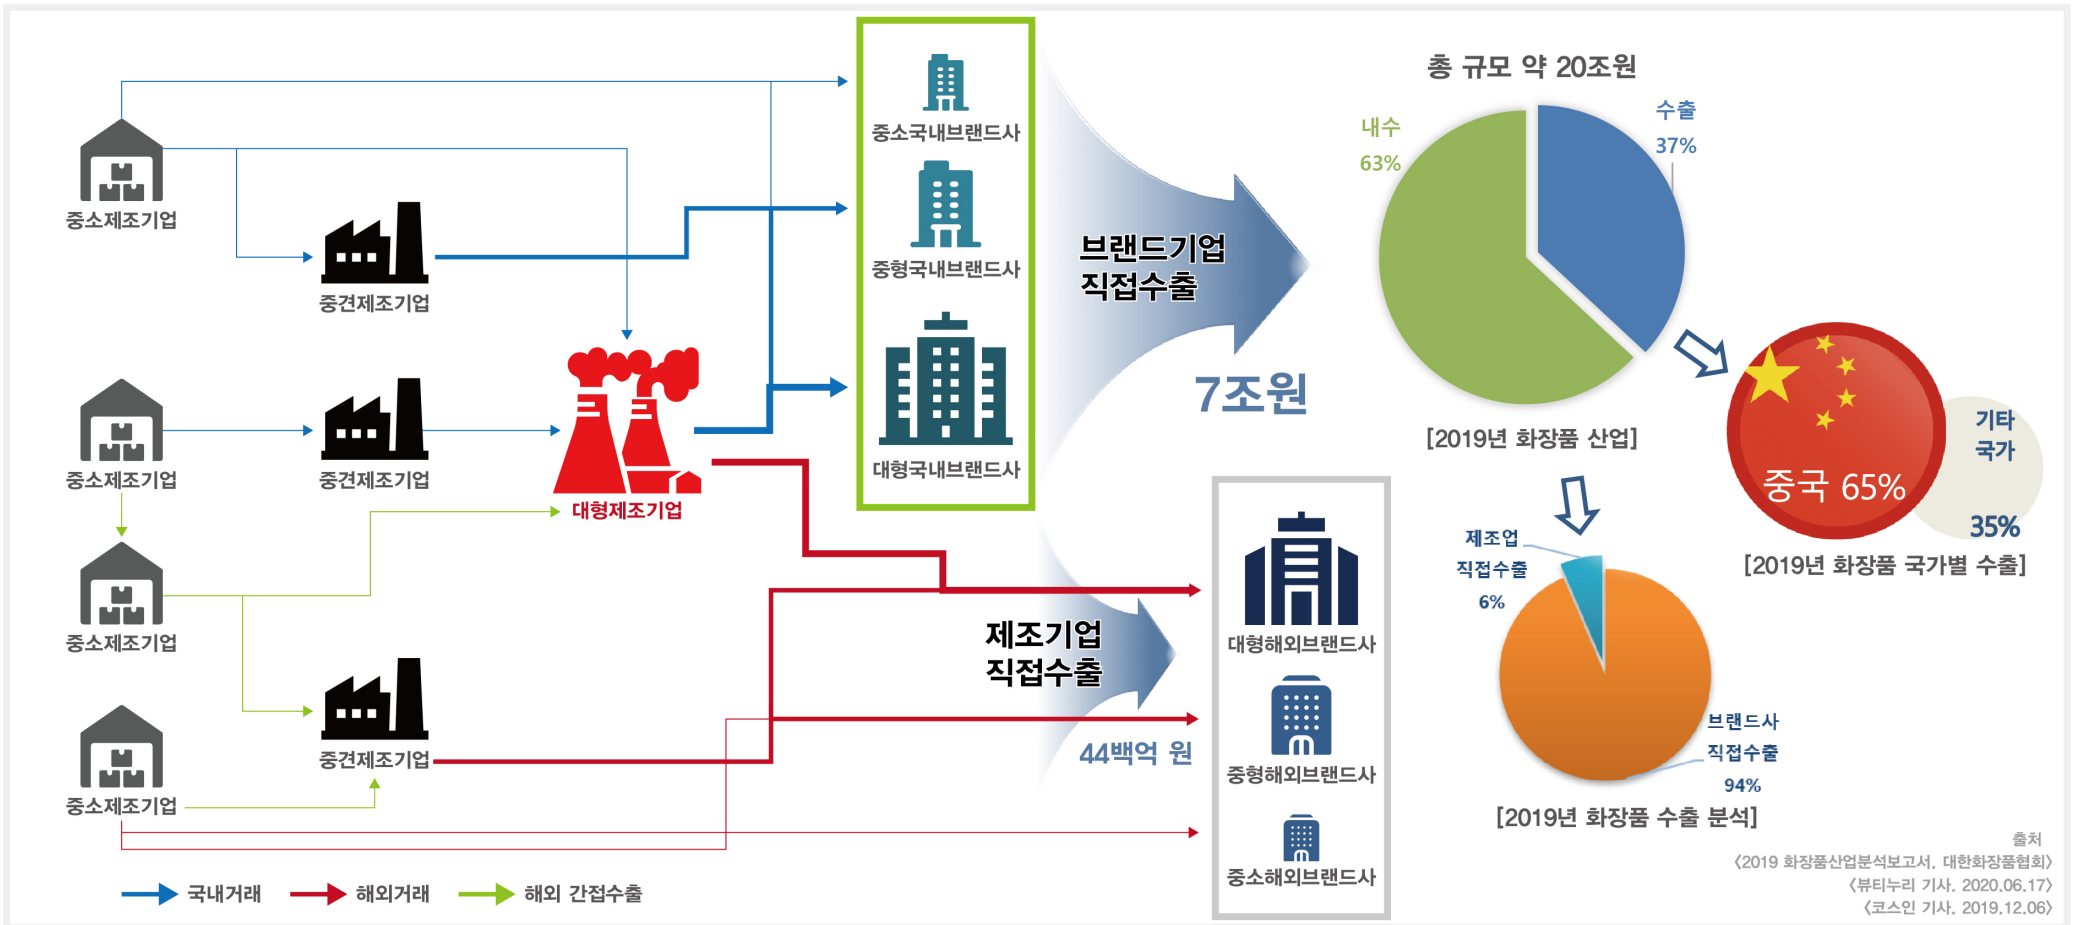 중소국내브랜드사
중형국내브랜드사
대형국내브랜드사
중소제조기업
중견제조기업
중소제조기업
중견제조기업
대형제조기업
중소제조기업
중견제조기업
중소제조기업
국내거래
해외거래
해외 간접수출
브랜드기업
직접수출
7조원
제조기업
직접수출
44백억 원
대형해외브랜드사
중형해외브랜드사
중소해외브랜드사
총 규모 약 20조원
내수
63%
수출
37%
[2019년 화장품 산업]
중국 65%
기타
국가
35%
[2019년 화장품 국가별 수출]
제조업
직접수출
6%
브랜드사
직접수출
94%
[2019년 화장품 수출 분석]
출처
<2019 화장품산업분석보고서. 대한화장품협회>
<뷰티누리 기사. 2020.06.17>
<코스인 기사. 2019.12.06>